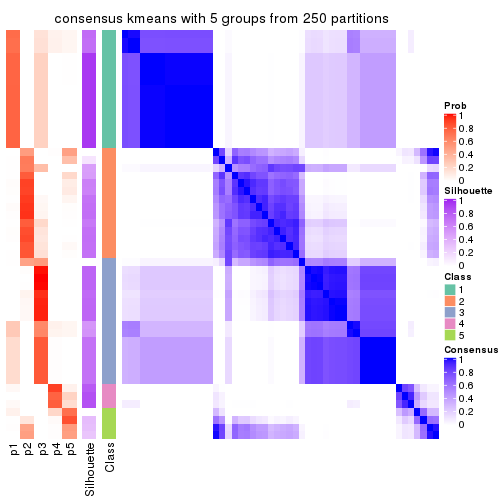 consensus kmeans with 5 groups from 250 partitions
Prob
1
0.8
0.6
0.4
0.2
0
Silhouette
1
0.8
0.6
0.4
0.2
0
Class
1
2
3
4
5
Consensus
1
0.8
0.6
0.4
0.2
0
p1
p2
p3
p4
p5
Silhouette
Class